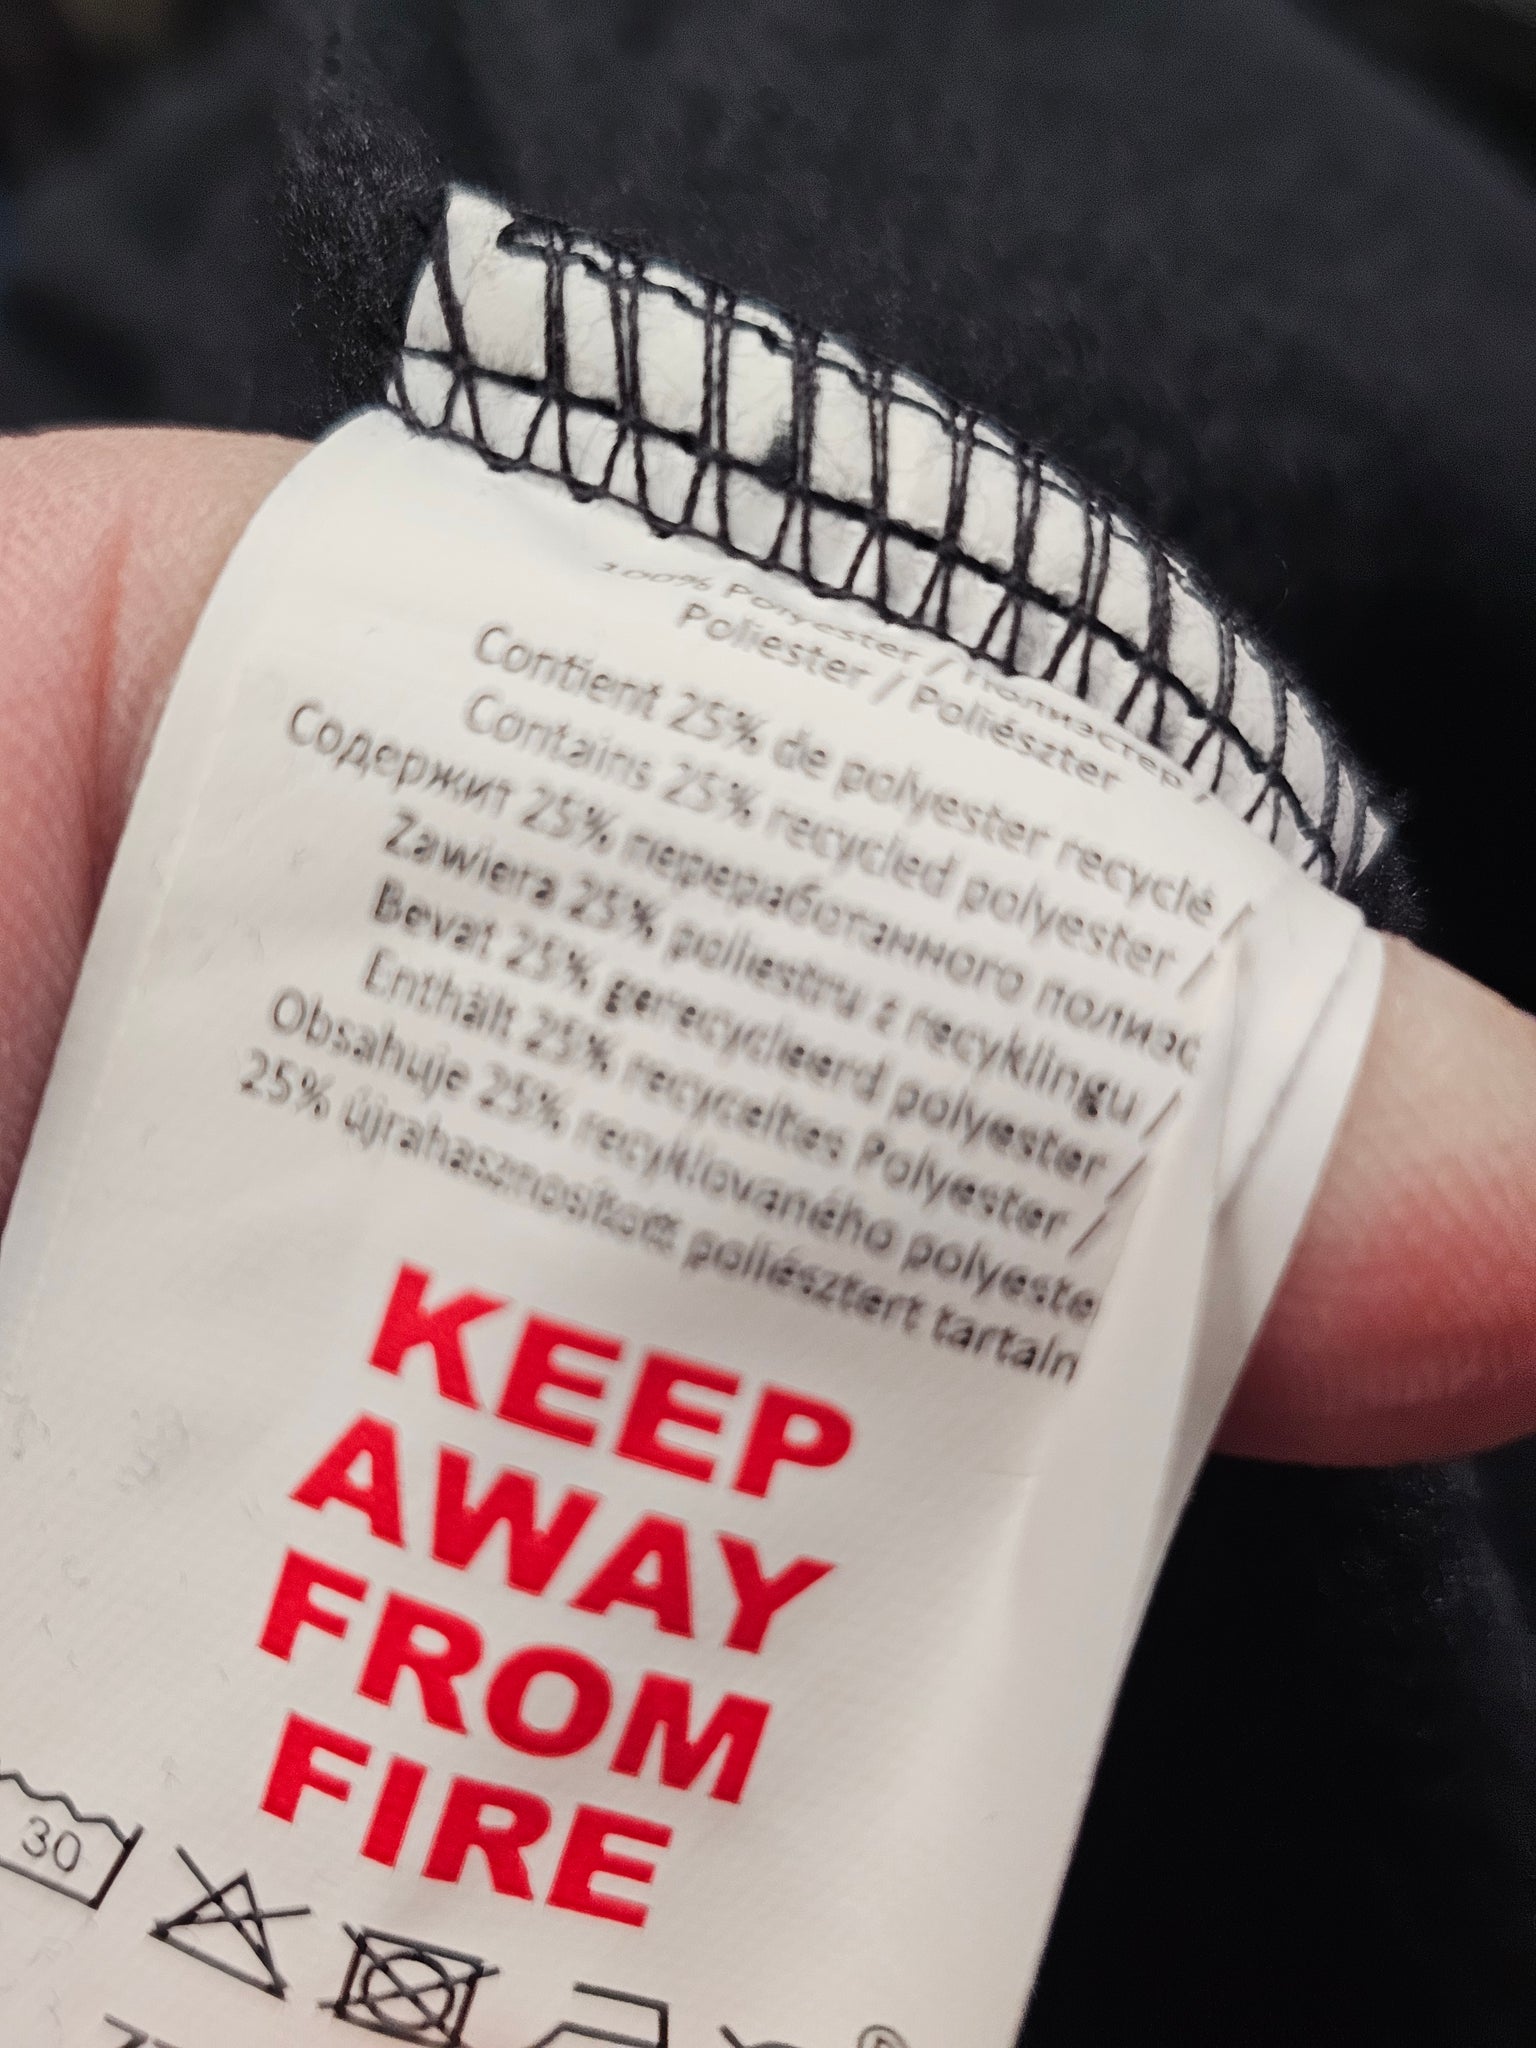 100% Polyester / Полиэстер /
Poliester / Poliészter
Contient 25% de polyester recyclé /
Contains 25% recycled polyester /
Содержит 25% переработанного полиэс
Zawiera 25% poliestru z recyklingu /
Bevat 25% gerecycleerd polyester /
Enthält 25% recyceltes Polyester /
Obsahuje 25% recyklovaného polyeste
25% újrahasznosított poliésztert tartaln
KEEP
AWAY
FROM
FIRE
30